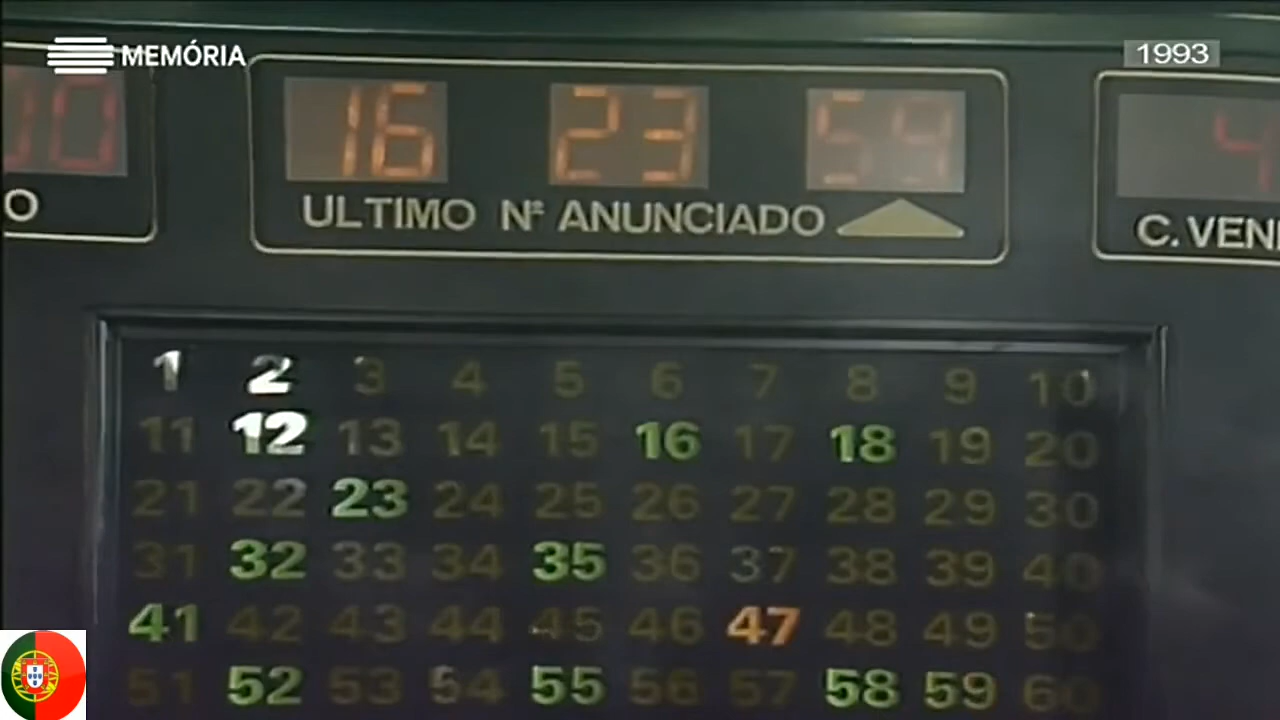 MEMÓRIA
1993
00
16 23 59
4
O
ULTIMO Nº ANUNCIADO
C. VEN
1 2 3 4 5 6 7 8 9 10
11 12 13 14 15 16 17 18 19 20
21 22 23 24 25 26 27 28 29 30
31 32 33 34 35 36 37 38 39 40
41 42 43 44 45 46 47 48 49 50
51 52 53 54 55 56 57 58 59 60